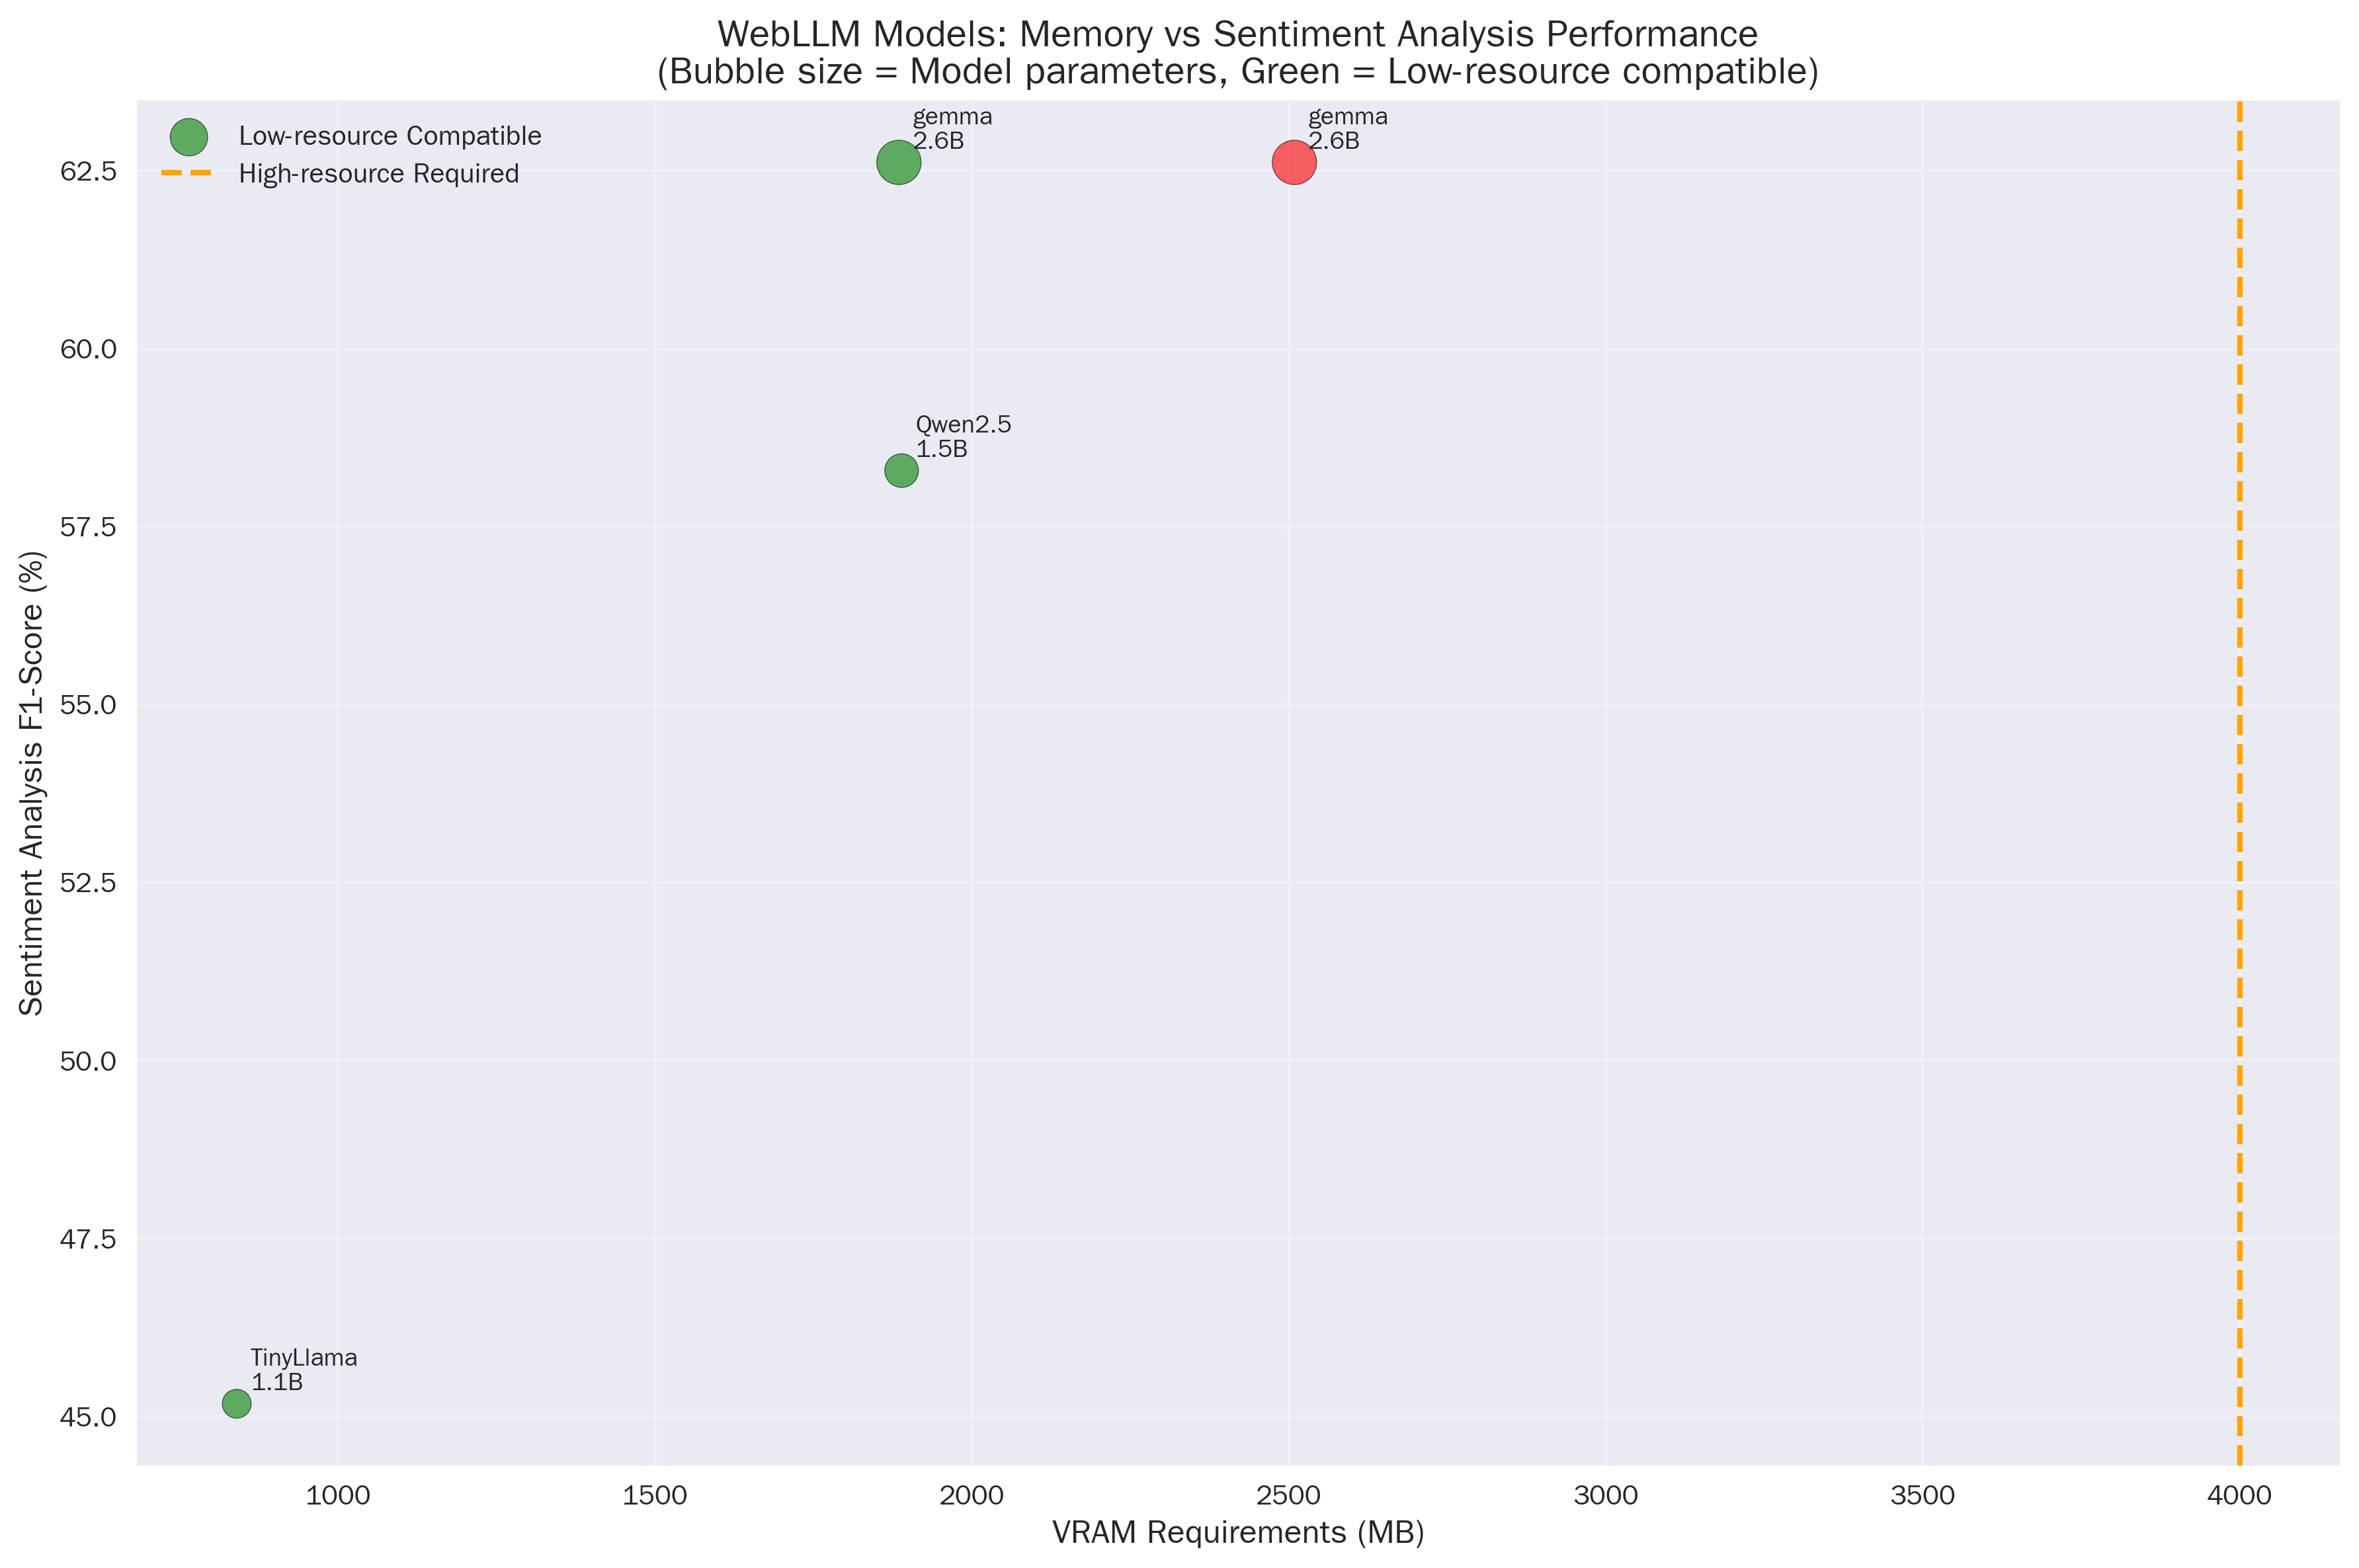 WebLLM Models: Memory vs Sentiment Analysis Performance
(Bubble size = Model parameters, Green = Low-resource compatible)
Low-resource Compatible
High-resource Required
gemma
2.6B
gemma
2.6B
Qwen2.5
1.5B
TinyLlama
1.1B
Sentiment Analysis F1-Score (%)
62.5
60.0
57.5
55.0
52.5
50.0
47.5
45.0
1000
1500
2000
2500
3000
3500
4000
VRAM Requirements (MB)